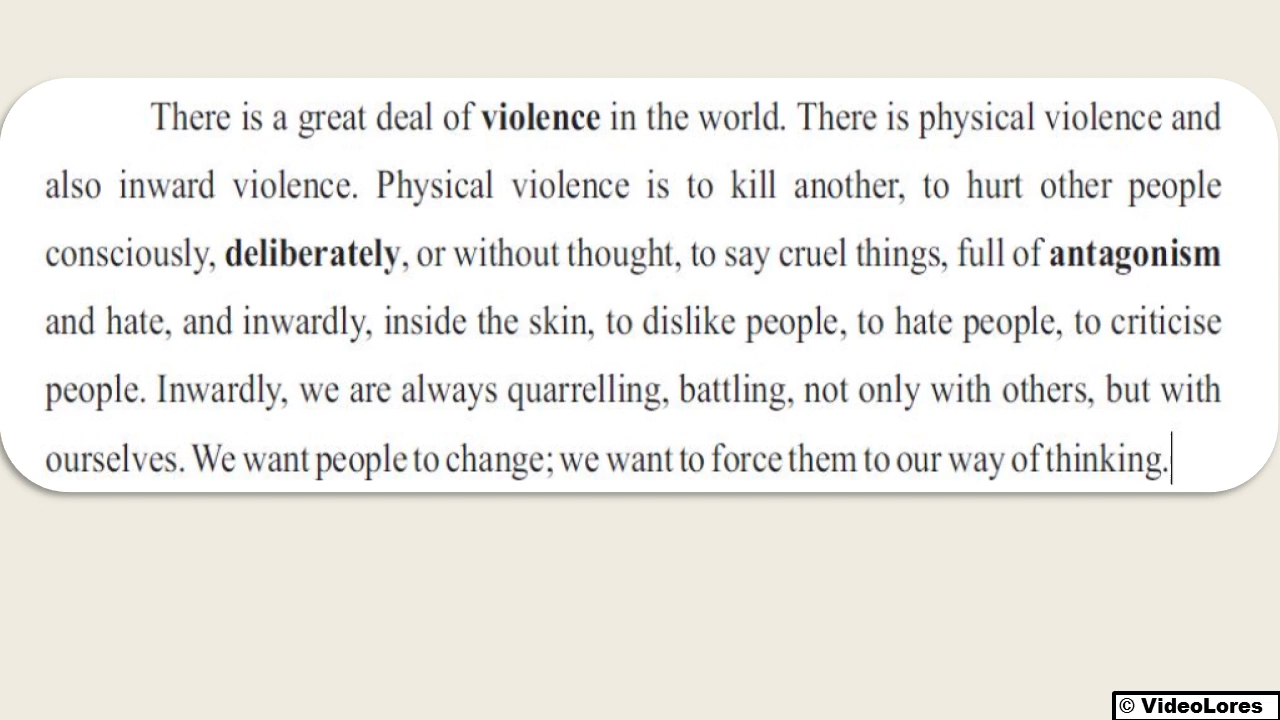 There is a great deal of violence in the world. There is physical violence and
also inward violence. Physical violence is to kill another, to hurt other people
consciously, deliberately, or without thought, to say cruel things, full of antagonism
and hate, and inwardly, inside the skin, to dislike people, to hate people, to criticise
people. Inwardly, we are always quarrelling, battling, not only with others, but with
ourselves. We want people to change; we want to force them to our way of thinking.
© VideoLores